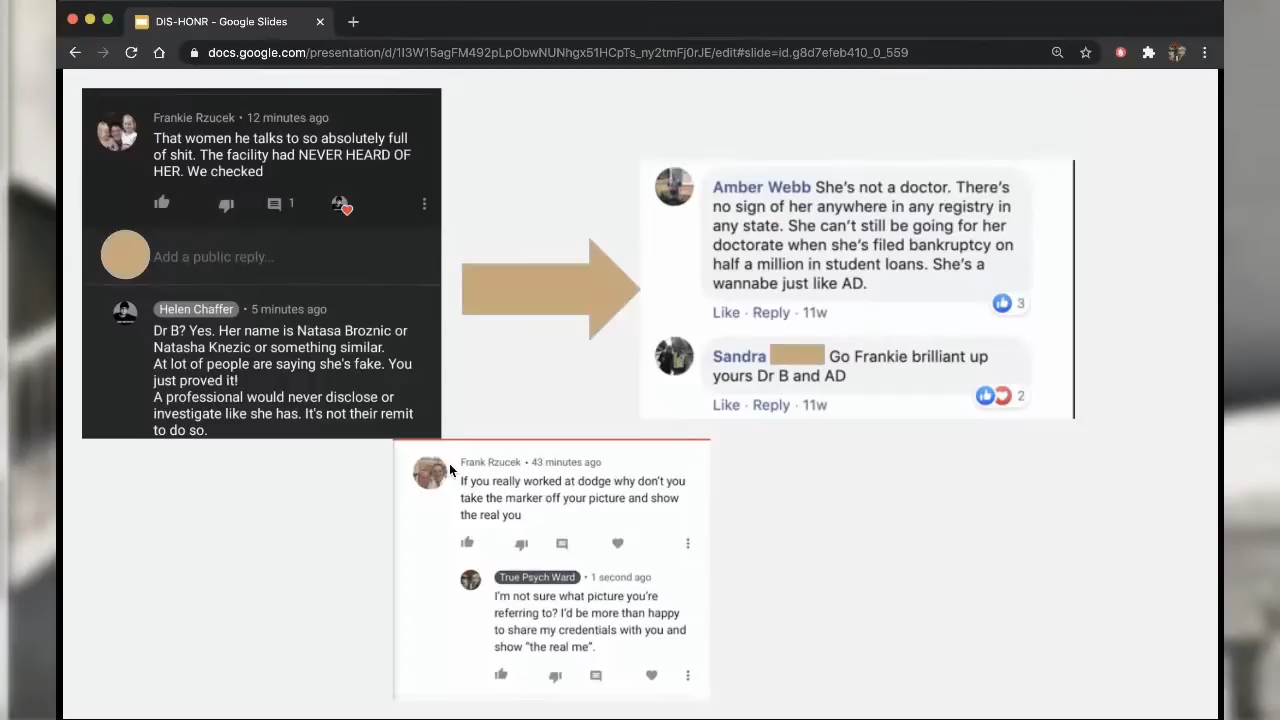 DIS-HONR - Google Slides
docs.google.com/presentation/d/1I3W15agFM492pLpObwNUNhgx51HCpTs_ny2tmFj0rJE/edit#slide=id.g8d7efeb410_0_559
Frankie Rzucek • 12 minutes ago
That women he talks to so absolutely full
of shit. The facility had NEVER HEARD OF
HER. We checked
1
Add a public reply...
Helen Chaffer • 5 minutes ago
Dr B? Yes. Her name is Natasa Broznic or
Natasha Knezic or something similar.
At lot of people are saying she's fake. You
just proved it!
A professional would never disclose or
investigate like she has. It's not their remit
to do so.
Amber Webb She's not a doctor. There's
no sign of her anywhere in any registry in
any state. She can't still be going for her
doctorate when she's filed bankruptcy on
half a million in student loans. She's a
wannabe just like AD.
3
Like · Reply · 11w
Sandra Go Frankie brilliant up
yours Dr B and AD
2
Like · Reply · 11w
Frank Rzucek • 43 minutes ago
If you really worked at dodge why don't you
take the marker off your picture and show
the real you
True Psych Ward • 1 second ago
I'm not sure what picture you're
referring to? I'd be more than happy
to share my credentials with you and
show “the real me”.